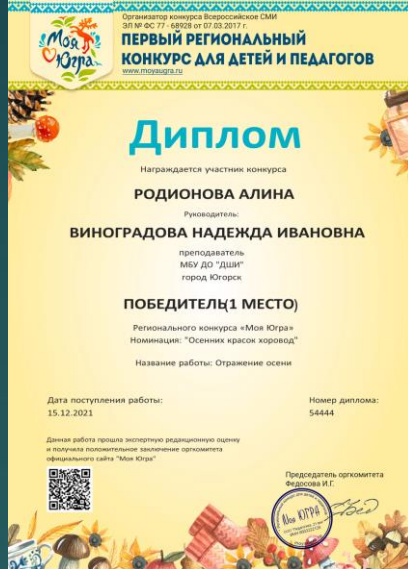 Моя Югра
Организатор конкурса Всероссийское СМИ
ЭЛ № ФС 77 - 68928 от 07.03.2017 г.
ПЕРВЫЙ РЕГИОНАЛЬНЫЙ
КОНКУРС ДЛЯ ДЕТЕЙ И ПЕДАГОГОВ
www.moyaugra.ru
Диплом
Награждается участник конкурса
РОДИОНОВА АЛИНА
Руководитель:
ВИНОГРАДОВА НАДЕЖДА ИВАНОВНА
преподаватель
МБУ ДО "ДШИ"
город Югорск
ПОБЕДИТЕЛЬ(1 МЕСТО)
Регионального конкурса «Моя Югра»
Номинация: "Осенних красок хоровод"
Название работы: Отражение осени
Дата поступления работы:
15.12.2021
Номер диплома:
54444
Данная работа прошла экспертную редакционную оценку
и получила положительное заключение оргкомитета
официального сайта "Моя Югра"
Председатель оргкомитета
Федосова И.Г.
Моя ЮГРА